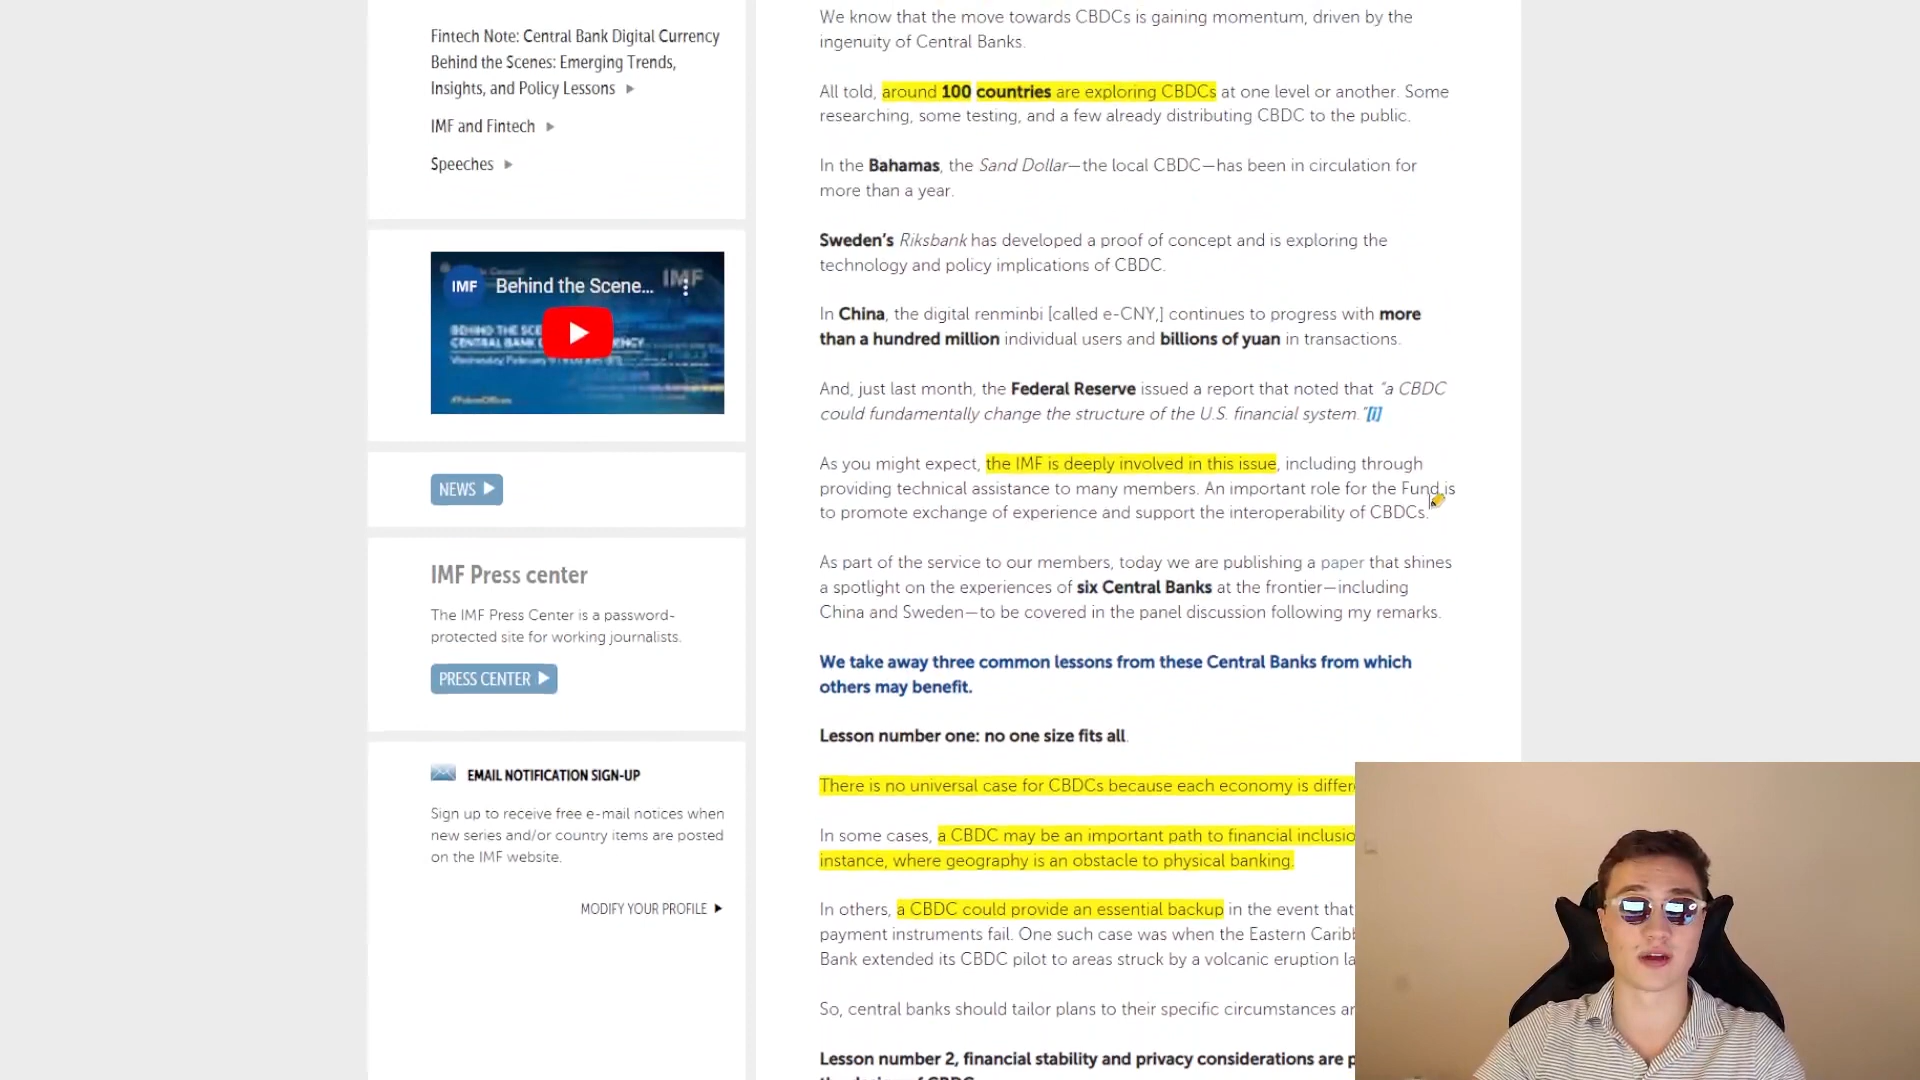 Fintech Note: Central Bank Digital Currency
Behind the Scenes: Emerging Trends,
Insights, and Policy Lessons
IMF and Fintech
Speeches
IMF
Behind the Scene...
IMF
BEHIND THE SCE
CENTRAL BANK
NEWS
IMF Press center
The IMF Press Center is a password-
protected site for working journalists.
PRESS CENTER
EMAIL NOTIFICATION SIGN-UP
Sign up to receive free e-mail notices when
new series and/or country items are posted
on the IMF website.
MODIFY YOUR PROFILE
We know that the move towards CBDCs is gaining momentum, driven by the
ingenuity of Central Banks.
All told, around 100 countries are exploring CBDCs at one level or another. Some
researching, some testing, and a few already distributing CBDC to the public.
In the Bahamas, the Sand Dollar—the local CBDC—has been in circulation for
more than a year.
Sweden's Riksbank has developed a proof of concept and is exploring the
technology and policy implications of CBDC.
In China, the digital renminbi [called e-CNY,] continues to progress with more
than a hundred million individual users and billions of yuan in transactions.
And, just last month, the Federal Reserve issued a report that noted that "a CBDC
could fundamentally change the structure of the U.S. financial system."[i]
As you might expect, the IMF is deeply involved in this issue, including through
providing technical assistance to many members. An important role for the Fund is
to promote exchange of experience and support the interoperability of CBDCs.
As part of the service to our members, today we are publishing a paper that shines
a spotlight on the experiences of six Central Banks at the frontier—including
China and Sweden—to be covered in the panel discussion following my remarks.
We take away three common lessons from these Central Banks from which
others may benefit.
Lesson number one: no one size fits all.
There is no universal case for CBDCs because each economy is differe
In some cases, a CBDC may be an important path to financial inclusio
instance, where geography is an obstacle to physical banking.
In others, a CBDC could provide an essential backup in the event that
payment instruments fail. One such case was when the Eastern Caribb
Bank extended its CBDC pilot to areas struck by a volcanic eruption la
So, central banks should tailor plans to their specific circumstances an
Lesson number 2, financial stability and privacy considerations are p